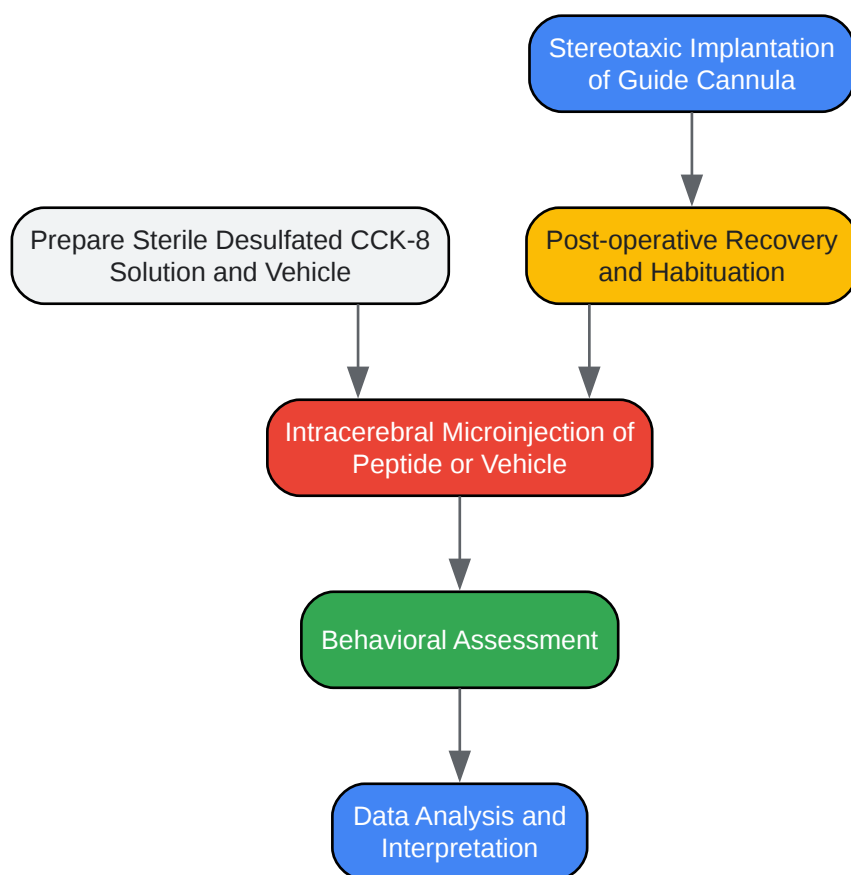 Stereotaxic Implantation
of Guide Cannula
Prepare Sterile Desulfated CCK-8
Solution and Vehicle
Post-operative Recovery
and Habituation
Intracerebral Microinjection of
Peptide or Vehicle
Behavioral Assessment
Data Analysis and
Interpretation